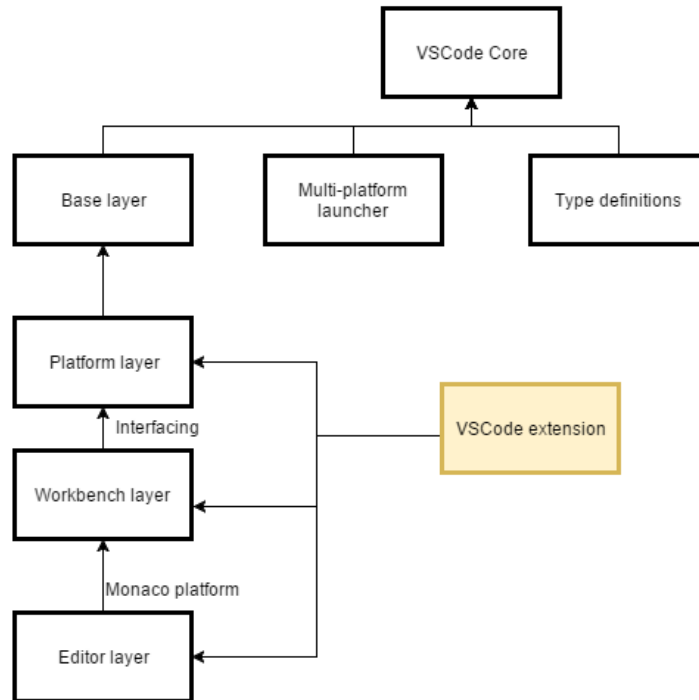 VSCode Core
Base layer
Multi-platform
launcher
Type definitions
Platform layer
Interfacing
VSCode extension
Workbench layer
Monaco platform
Editor layer